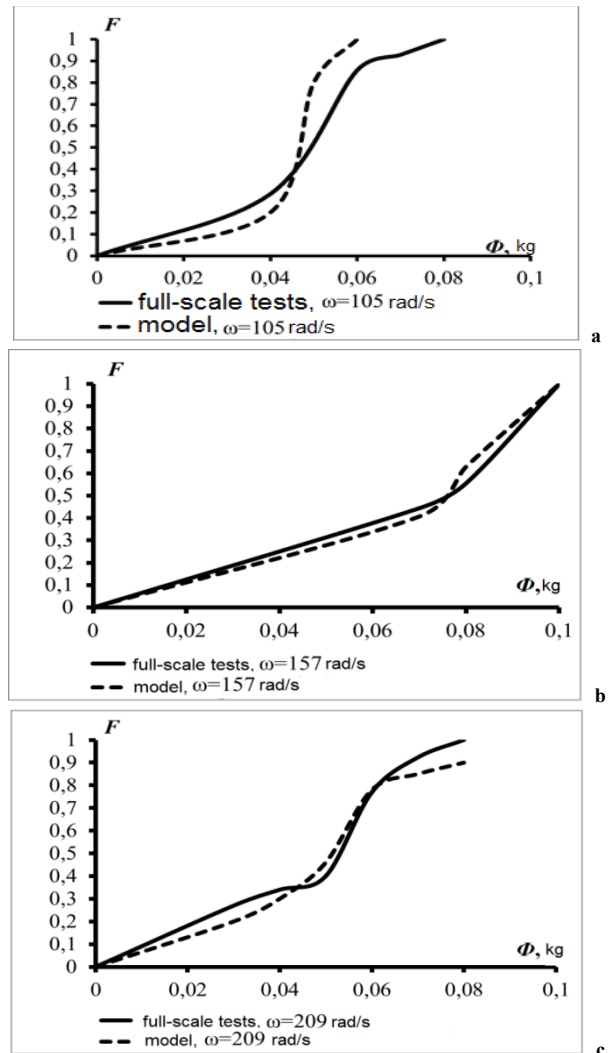 F
1
0,9
0,8
0,7
0,6
0,5
0,4
0,3
0,2
0,1
0
Φ, kg
0 0,02 0,04 0,06 0,08 0,1
full-scale tests, ω=105 rad/s
model, ω=105 rad/s
a
F
1
0,9
0,8
0,7
0,6
0,5
0,4
0,3
0,2
0,1
0
Φ,kg
0 0,02 0,04 0,06 0,08 0,1
full-scale tests, ω=157 rad/s
model, ω=157 rad/s
b
F
1
0,9
0,8
0,7
0,6
0,5
0,4
0,3
0,2
0,1
0
Φ, kg
0 0,02 0,04 0,06 0,08 0,1
full-scale tests, ω=209 rad/s
model, ω=209 rad/s
c